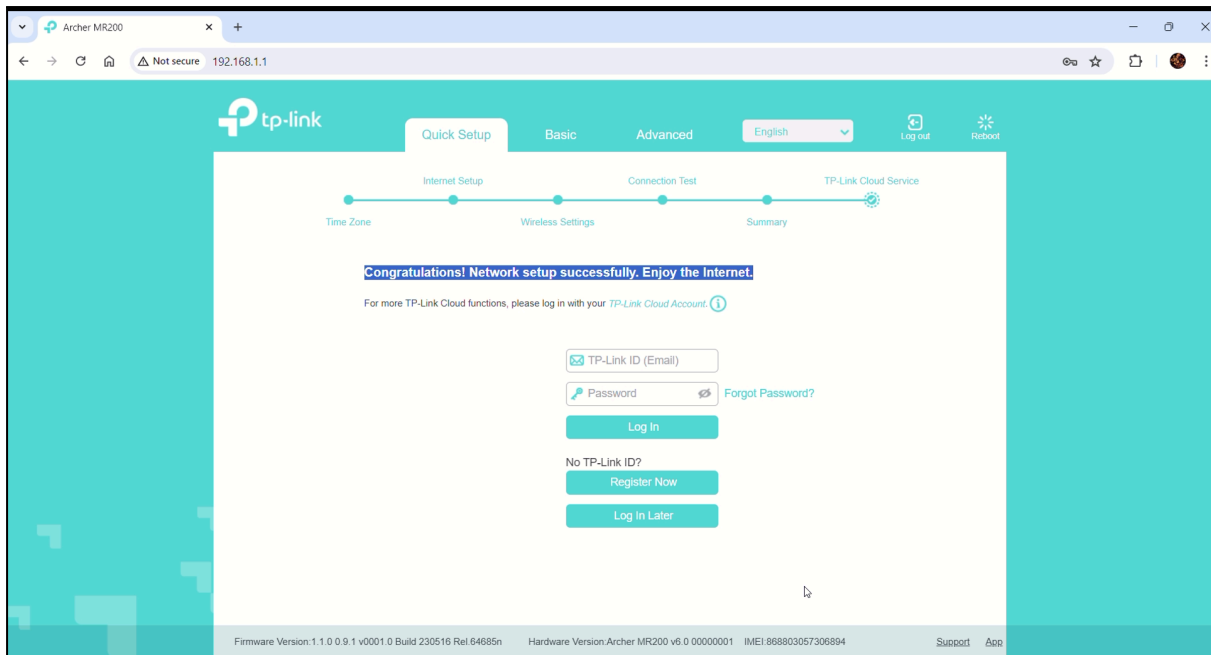 Archer MR200
Not secure 192.168.1.1
tp-link
Quick Setup Basic Advanced English Log out Reboot
Internet Setup Connection Test TP-Link Cloud Service
Time Zone Wireless Settings Summary
Congratulations! Network setup successfully. Enjoy the Internet.
For more TP-Link Cloud functions, please log in with your TP-Link Cloud Account.
TP-Link ID (Email)
Password Forgot Password?
Log In
No TP-Link ID?
Register Now
Log In Later
Firmware Version:1.1.0 0.9.1 v0001.0 Build 230516 Rel.64685n Hardware Version:Archer MR200 v6.0 00000001 IMEI:868803057306894 Support App